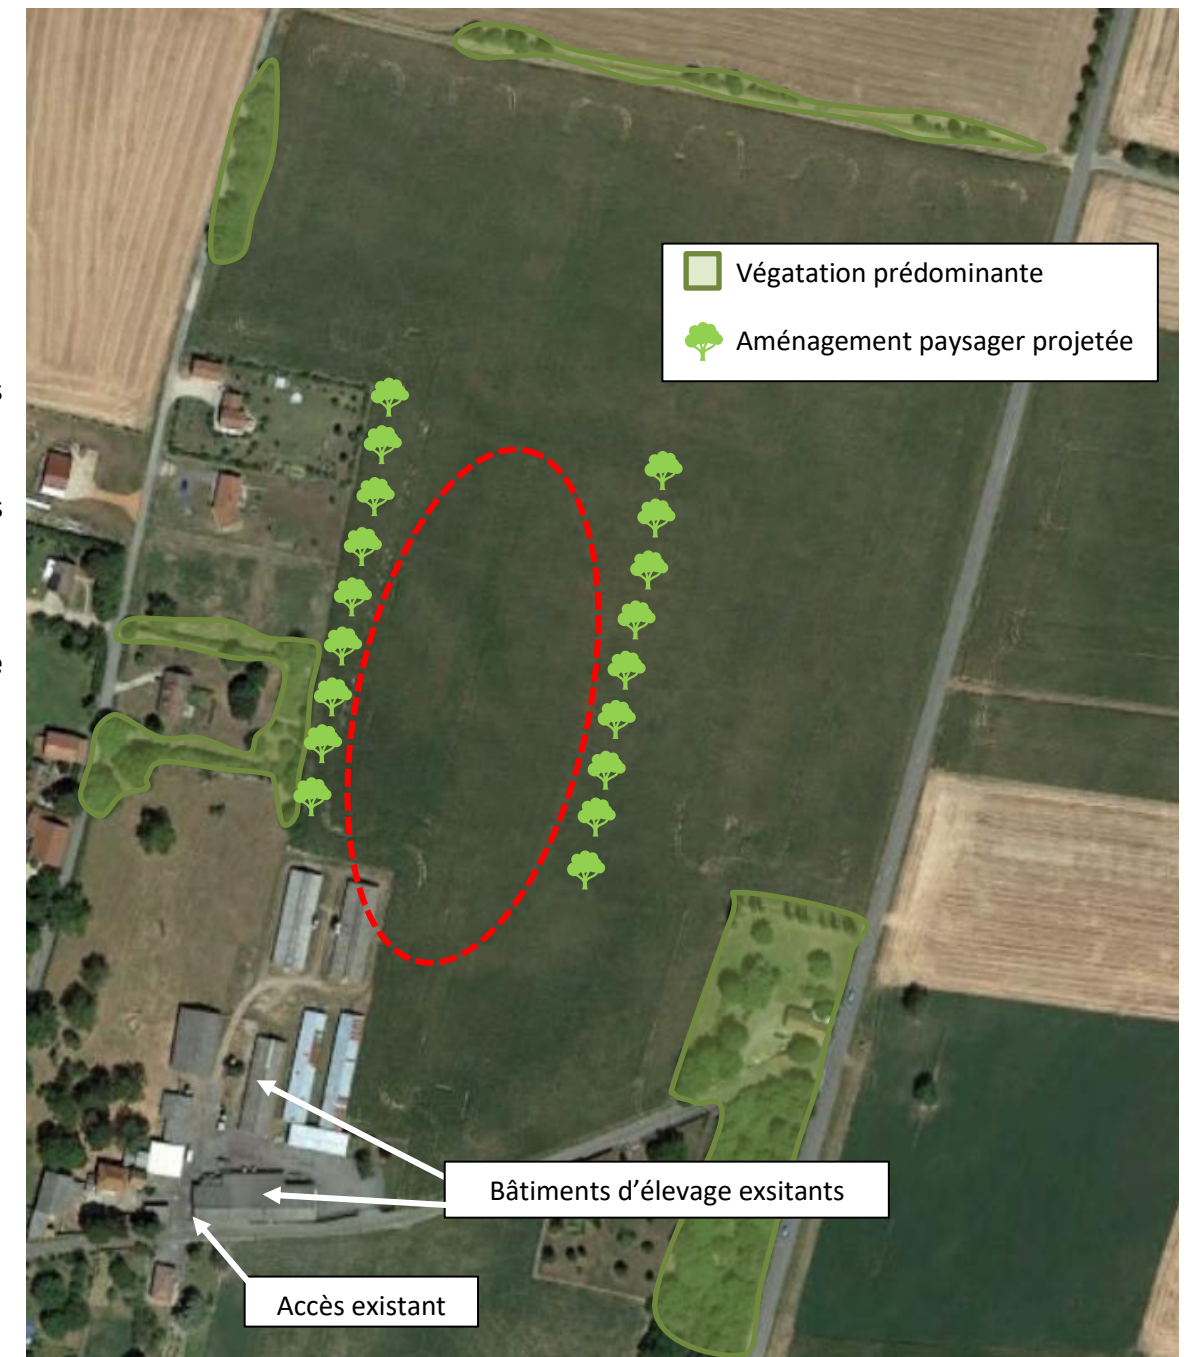 Végatation prédominante
Aménagement paysager projetée
s
s
e
Bâtiments d'élevage exsitants
Accès existant